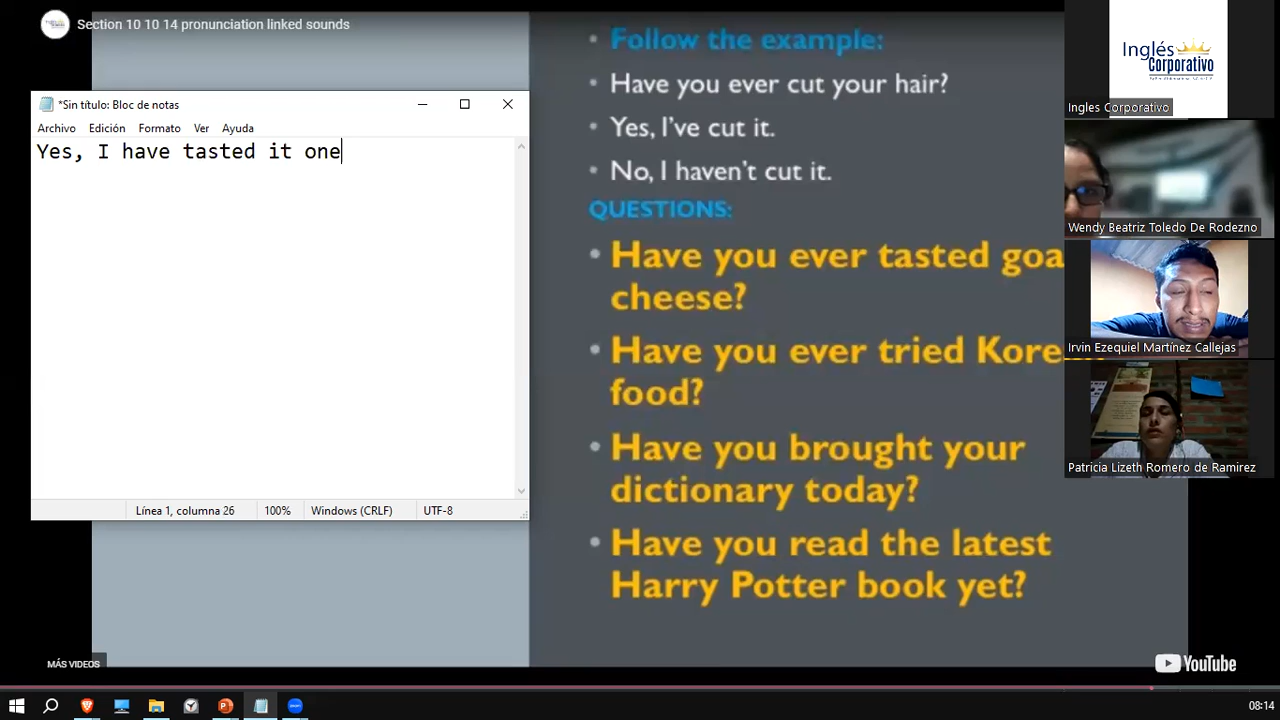 Section 10 10 14 pronunciation linked sounds
*Sin título: Bloc de notas
Archivo Edición Formato Ver Ayuda
Yes, I have tasted it one
Línea 1, columna 26 100% Windows (CRLF) UTF-8
MÁS VIDEOS
• Follow the example:
• Have you ever cut your hair?
• Yes, I've cut it.
• No, I haven't cut it.
QUESTIONS:
• Have you ever tasted goa
cheese?
• Have you ever tried Kore
food?
• Have you brought your
dictionary today?
• Have you read the latest
Harry Potter book yet?
YouTube
Inglés
Corporativo
Ingles Corporativo
Wendy Beatriz Toledo De Rodezno
Irvin Ezequiel Martínez Callejas
Patricia Lizeth Romero de Ramirez
08:14